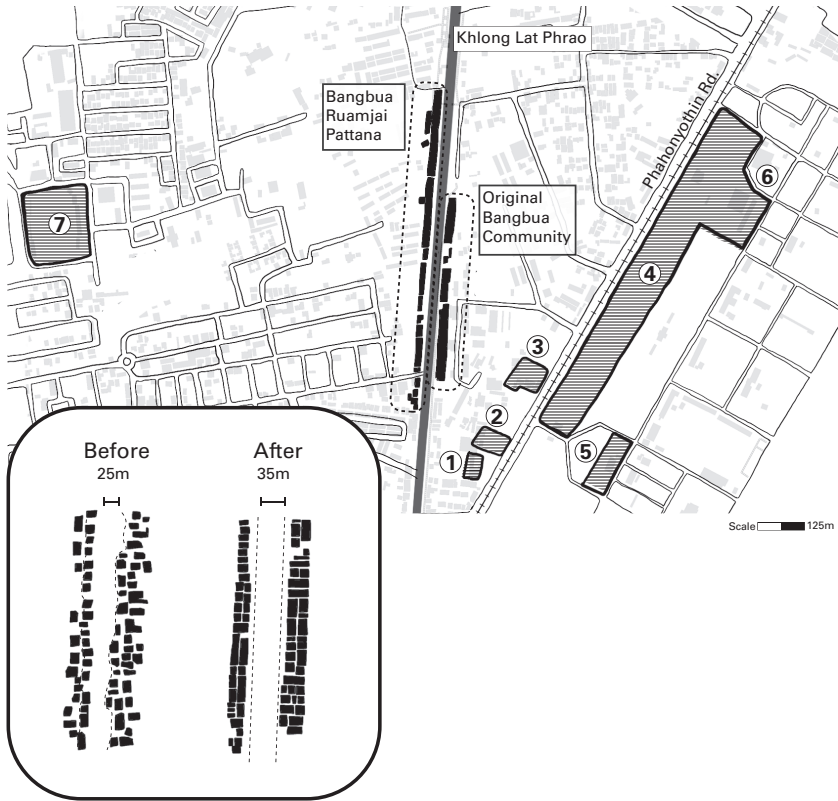 Khlong Lat Phrao
Bangbua
Ruamjai
Pattana
Phahonyothin Rd.
Original
Bangbua
Community
7
6
4
3
2
1
5
Before
25m
After
35m
Scale
125m